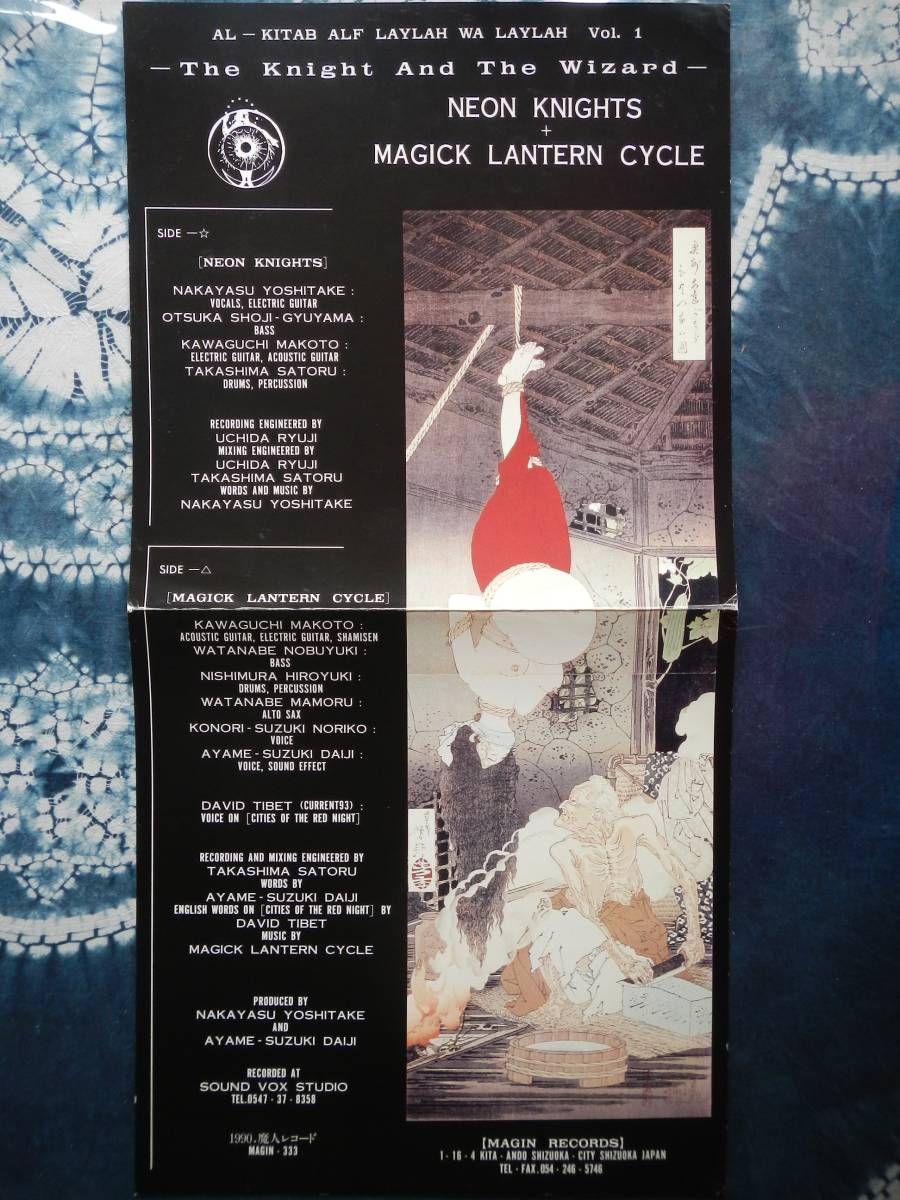 AL – KITAB ALF LAYLAH WA LAYLAH Vol. 1
— The Knight And The Wizard —
NEON KNIGHTS
+
MAGICK LANTERN CYCLE
SIDE —☆
[NEON KNIGHTS]
NAKAYASU YOSHITAKE :
VOCALS, ELECTRIC GUITAR
OTSUKA SHOJI - GYUYAMA :
BASS
KAWAGUCHI MAKOTO :
ELECTRIC GUITAR, ACOUSTIC GUITAR
TAKASHIMA SATORU :
DRUMS, PERCUSSION
RECORDING ENGINEERED BY
UCHIDA RYUJI
MIXING ENGINEERED BY
UCHIDA RYUJI
TAKASHIMA SATORU
WORDS AND MUSIC BY
NAKAYASU YOSHITAKE
SIDE —△
[MAGICK LANTERN CYCLE]
KAWAGUCHI MAKOTO :
ACOUSTIC GUITAR, ELECTRIC GUITAR, SHAMISEN
WATANABE NOBUYUKI :
BASS
NISHIMURA HIROYUKI :
DRUMS, PERCUSSION
WATANABE MAMORU :
ALTO SAX
KONORI - SUZUKI NORIKO :
VOICE
AYAME - SUZUKI DAIJI :
VOICE, SOUND EFFECT
DAVID TIBET (CURRENT93) :
VOICE ON [CITIES OF THE RED NIGHT]
RECORDING AND MIXING ENGINEERED BY
TAKASHIMA SATORU
WORDS BY
AYAME - SUZUKI DAIJI
ENGLISH WORDS ON [CITIES OF THE RED NIGHT] BY
DAVID TIBET
MUSIC BY
MAGICK LANTERN CYCLE
PRODUCED BY
NAKAYASU YOSHITAKE
AND
AYAME - SUZUKI DAIJI
RECORDED AT
SOUND VOX STUDIO
TEL.0547 - 37 - 8358
1990. 魔人レコード
MAGIN - 333
【MAGIN RECORDS】
1 - 16 - 4 KITA - ANDO SHIZUOKA - CITY SHIZUOKA JAPAN
TEL · FAX. 054 - 246 - 5746